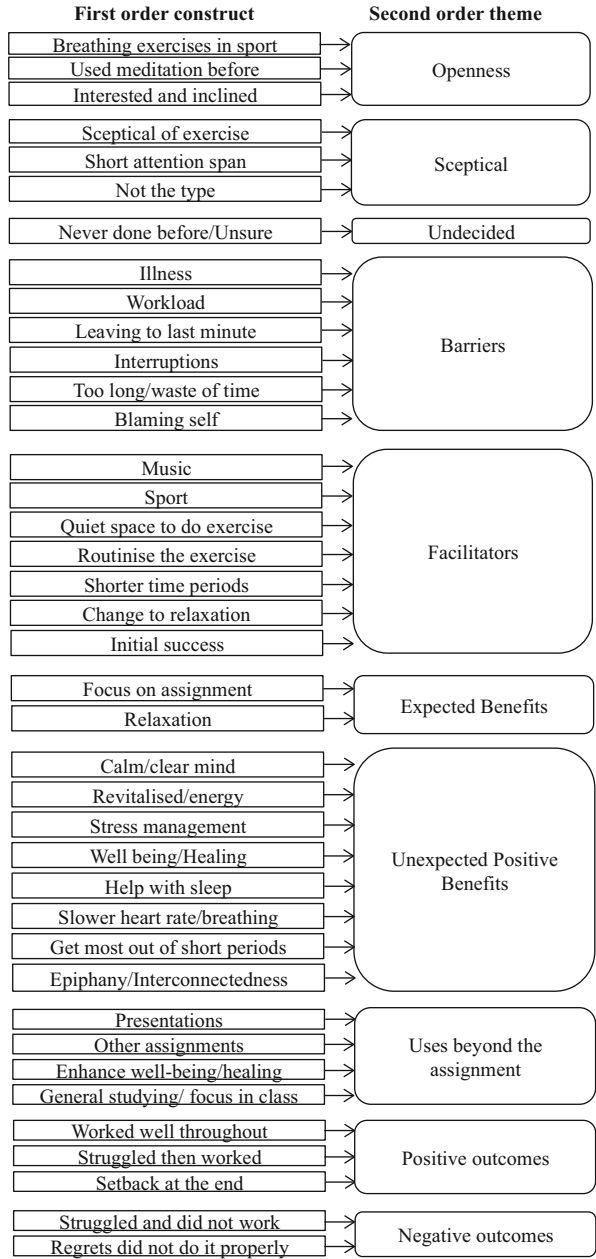 First order construct Second order theme
Breathing exercises in sport
Used meditation before
Interested and inclined
Openness
Sceptical of exercise
Short attention span
Not the type
Sceptical
Never done before/Unsure
Undecided
Illness
Workload
Leaving to last minute
Interruptions
Too long/waste of time
Blaming self
Barriers
Music
Sport
Quiet space to do exercise
Routinise the exercise
Shorter time periods
Change to relaxation
Initial success
Facilitators
Focus on assignment
Relaxation
Expected Benefits
Calm/clear mind
Revitalised/energy
Stress management
Well being/Healing
Help with sleep
Slower heart rate/breathing
Get most out of short periods
Epiphany/Interconnectedness
Unexpected Positive
Benefits
Presentations
Other assignments
Enhance well-being/healing
General studying/ focus in class
Uses beyond the
assignment
Worked well throughout
Struggled then worked
Setback at the end
Positive outcomes
Struggled and did not work
Regrets did not do it properly
Negative outcomes